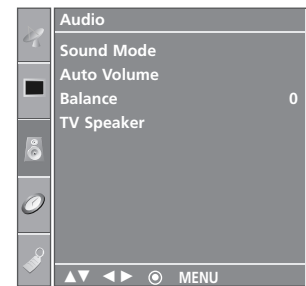 Audio
Sound Mode
Auto Volume
Balance 0
TV Speaker
▲▼ ◄► ⦿ MENU